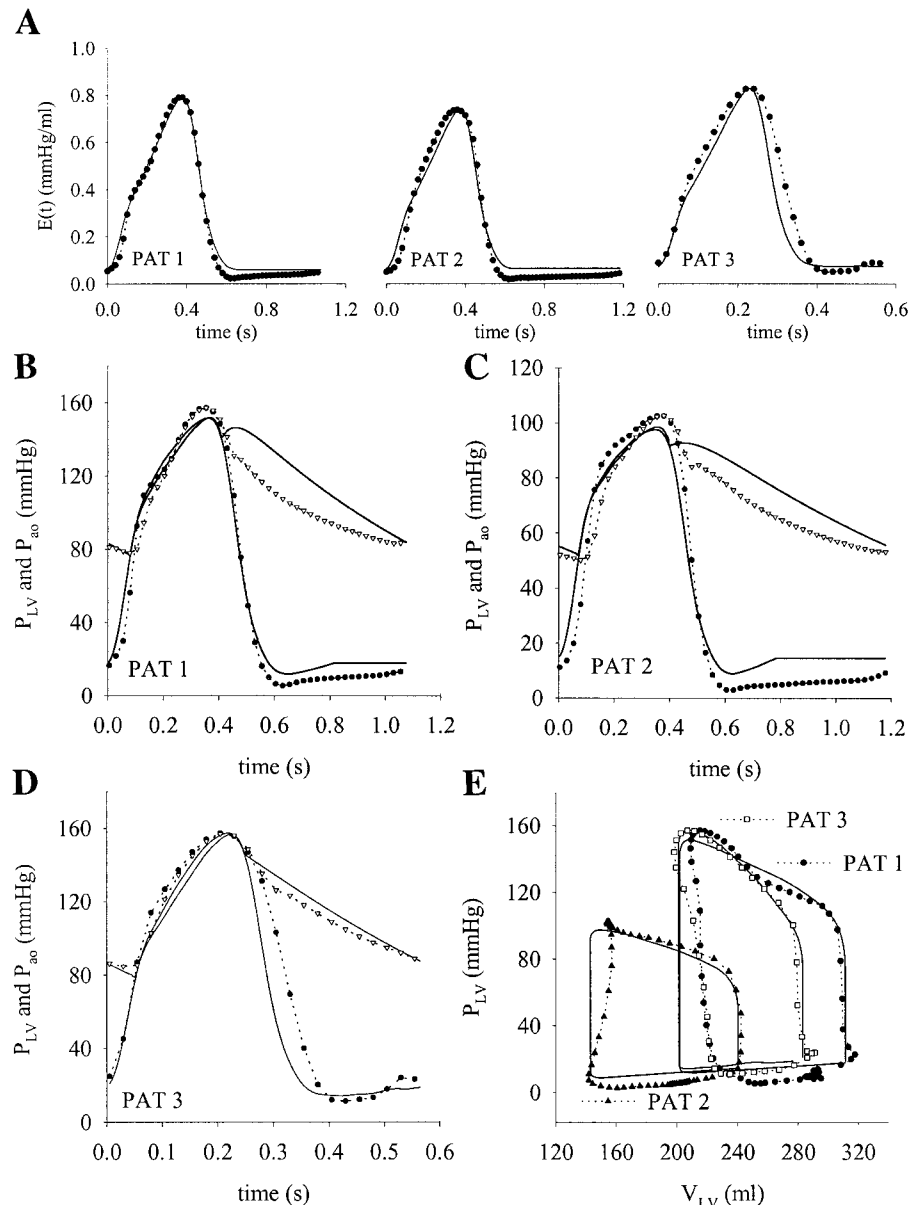 A
1.0
0.8
0.6
0.4
0.2
0.0
E(t) (mmHg/ml)
PAT 1
PAT 2
PAT 3
0.0 0.4 0.8 1.2
0.0 0.4 0.8 1.2
0.0 0.2 0.4 0.6
time (s)
time (s)
time (s)
B
160
120
80
40
0
P_LV and P_ao (mmHg)
PAT 1
0.0 0.2 0.4 0.6 0.8 1.0 1.2
time (s)
C
120
100
80
60
40
20
0
P_LV and P_ao (mmHg)
PAT 2
0.0 0.2 0.4 0.6 0.8 1.0 1.2
time (s)
D
160
120
80
40
0
P_LV and P_ao (mmHg)
PAT 3
0.0 0.1 0.2 0.3 0.4 0.5 0.6
time (s)
E
160
120
80
40
0
P_LV (mmHg)
PAT 3
PAT 1
PAT 2
120 160 200 240 280 320
V_LV (ml)